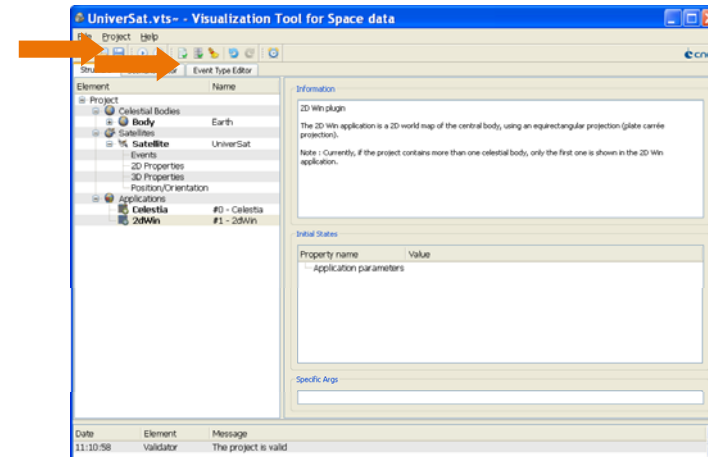 UniverSat.vts~ - Visualization Tool for Space data
File Project Help
cnes
Event Type Editor
Element Name
Information
Project
Celestial Bodies
Body Earth
Satellites
Satellite UniverSat
Events
2D Properties
3D Properties
Position/Orientation
Applications
Celestia #0 - Celestia
2dWin #1 - 2dWin
2D Win plugin
The 2D Win application is a 2D world map of the central body, using an equirectangular projection (plate carrée
projection).
Note : Currently, if the project contains more than one celestial body, only the first one is shown in the 2D Win
application.
Initial States
Property name Value
Application parameters
Specific Args
Date Element Message
11:10:58 Validator The project is valid